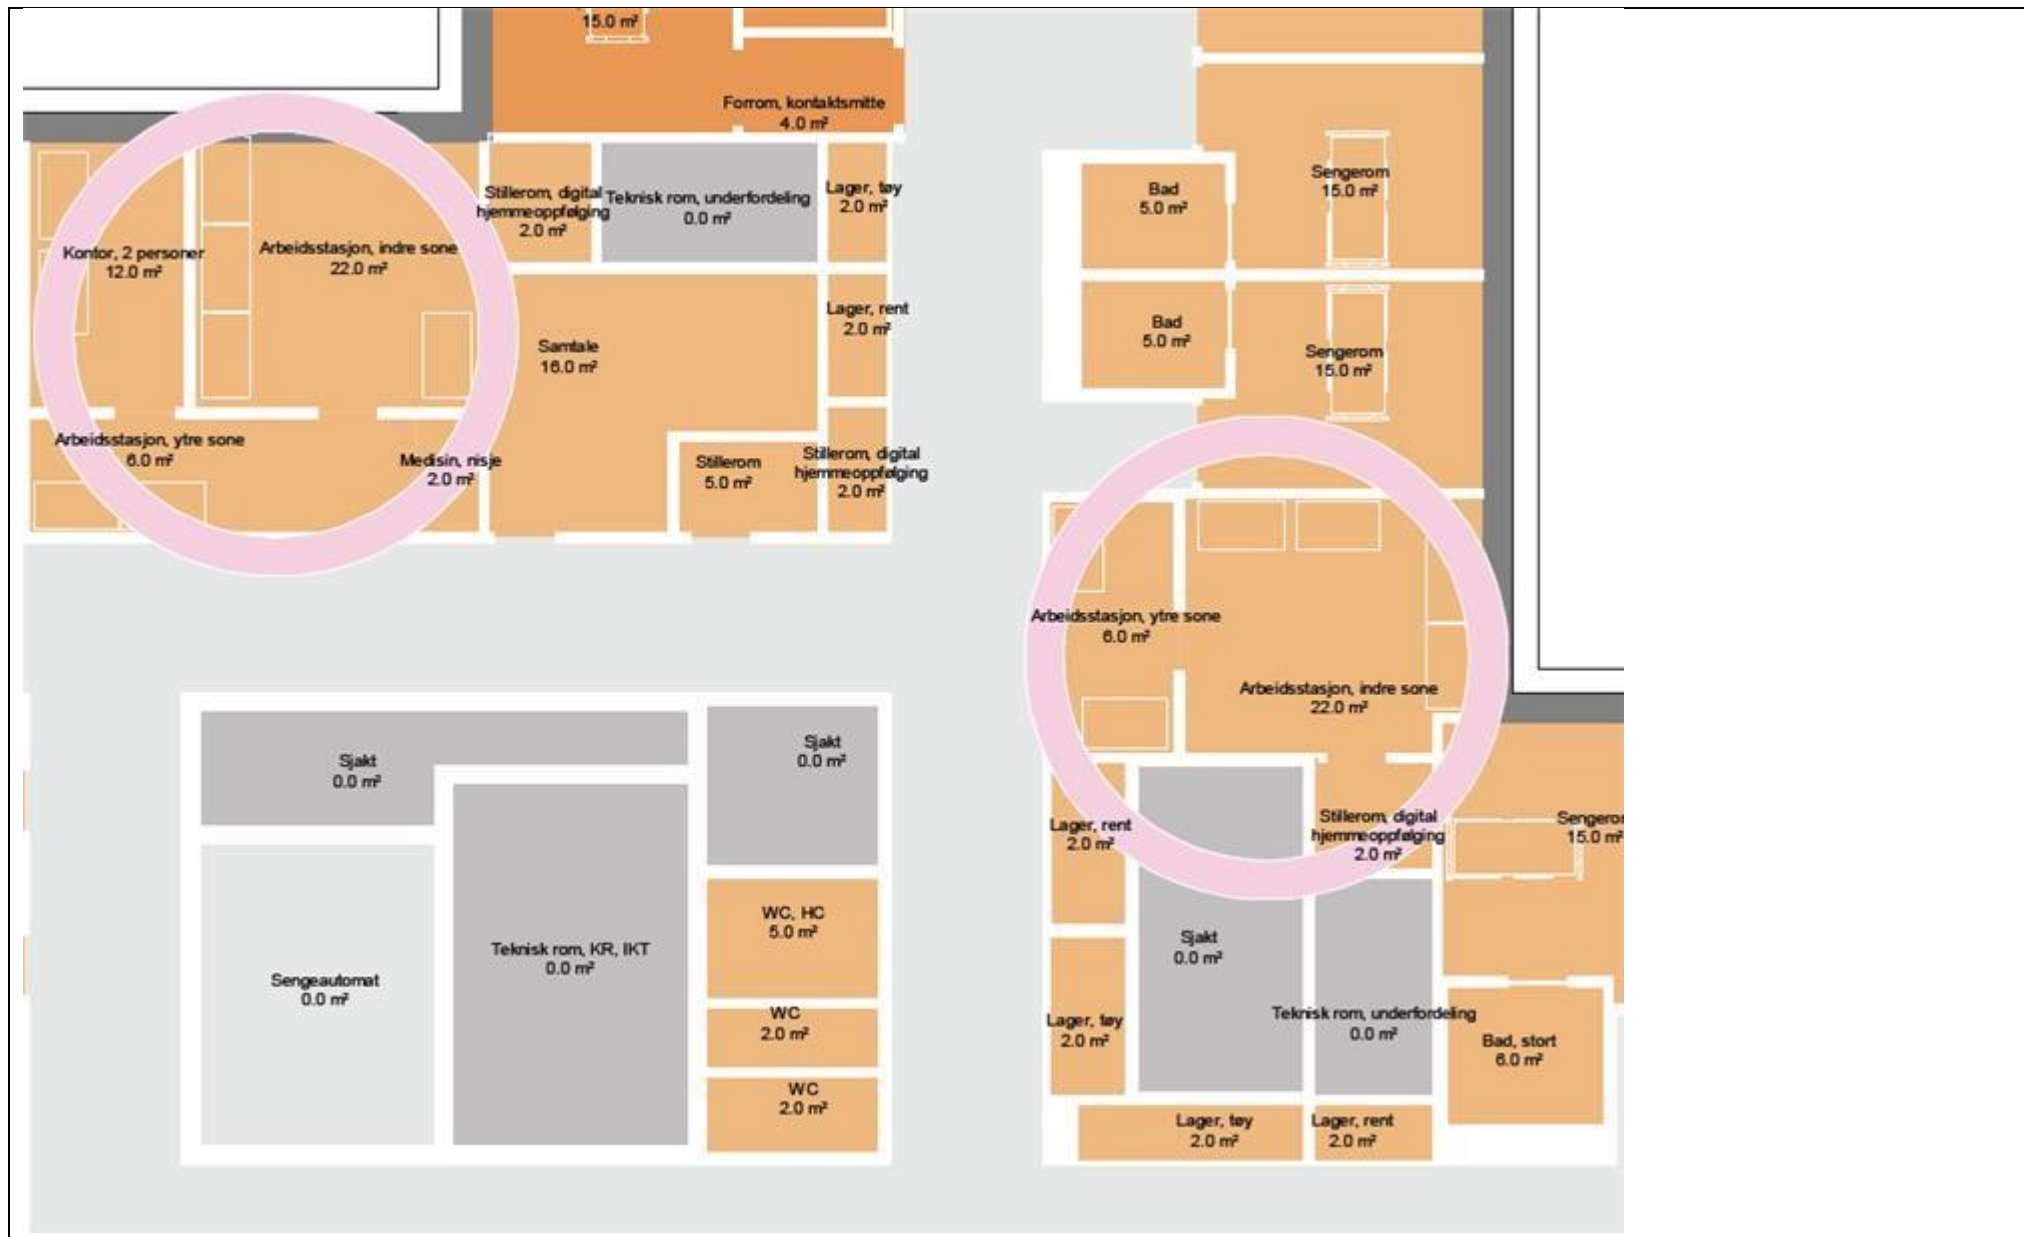 15.0 m²
Forrom, kontaktsmitte
4.0 m²
Kontor, 2 personer
12.0 m²
Arbeidsstasjon, indre sone
22.0 m²
Stillerom, digital
hjemmeoppfølging
2.0 m²
Teknisk rom, underfordeling
0.0 m²
Lager, tøy
2.0 m²
Lager, rent
2.0 m²
Samtale
16.0 m²
Arbeidsstasjon, ytre sone
6.0 m²
Medisin, nisje
2.0 m²
Stillerom
5.0 m²
Stillerom, digital
hjemmeoppfølging
2.0 m²
Bad
5.0 m²
Sengerom
15.0 m²
Bad
5.0 m²
Sengerom
15.0 m²
Arbeidsstasjon, ytre sone
6.0 m²
Arbeidsstasjon, indre sone
22.0 m²
Sjakt
0.0 m²
Sjakt
0.0 m²
Lager, rent
2.0 m²
Stillerom, digital
hjemmeoppfølging
2.0 m²
Sengerom
15.0 m²
WC, HC
5.0 m²
Teknisk rom, KR, IKT
0.0 m²
Sengeautomat
0.0 m²
WC
2.0 m²
WC
2.0 m²
Sjakt
0.0 m²
Lager, tøy
2.0 m²
Teknisk rom, underfordeling
0.0 m²
Bad, stort
6.0 m²
Lager, tøy
2.0 m²
Lager, rent
2.0 m²